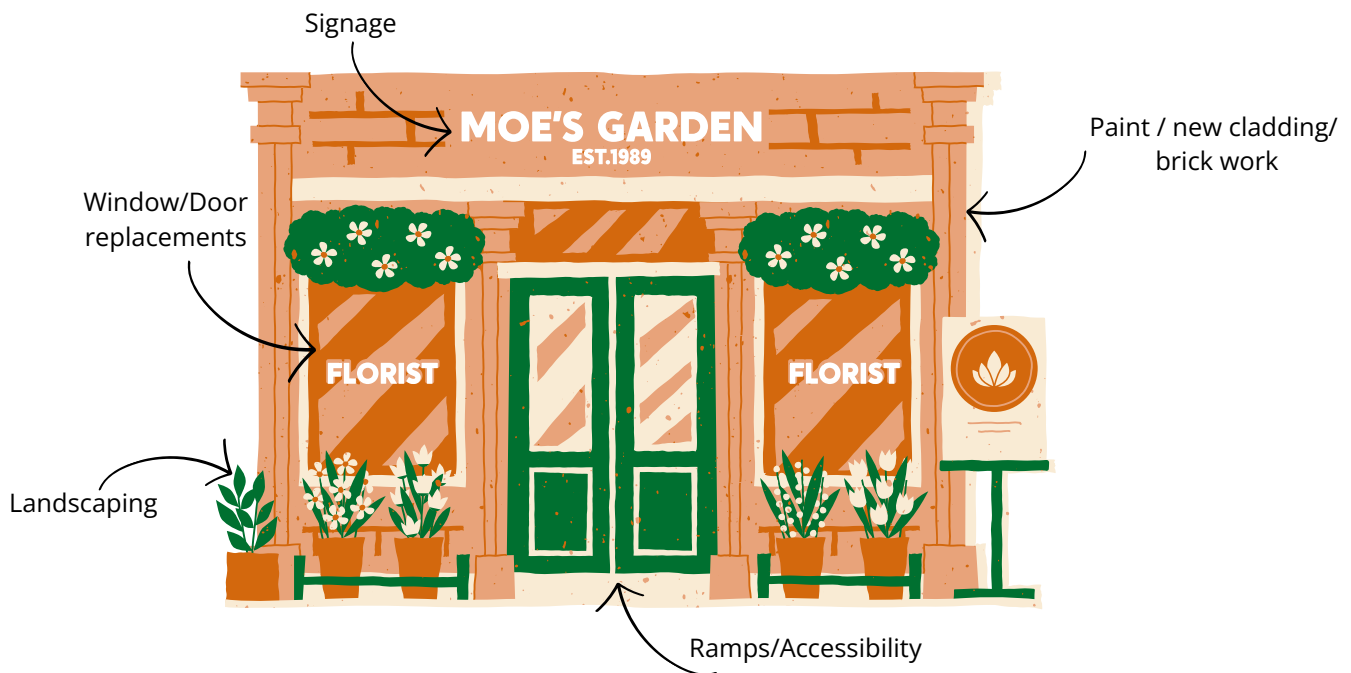 Signage
MOE'S GARDEN
EST.1989
Paint / new cladding/
brick work
Window/Door
replacements
FLORIST
FLORIST
Landscaping
Ramps/Accessibility